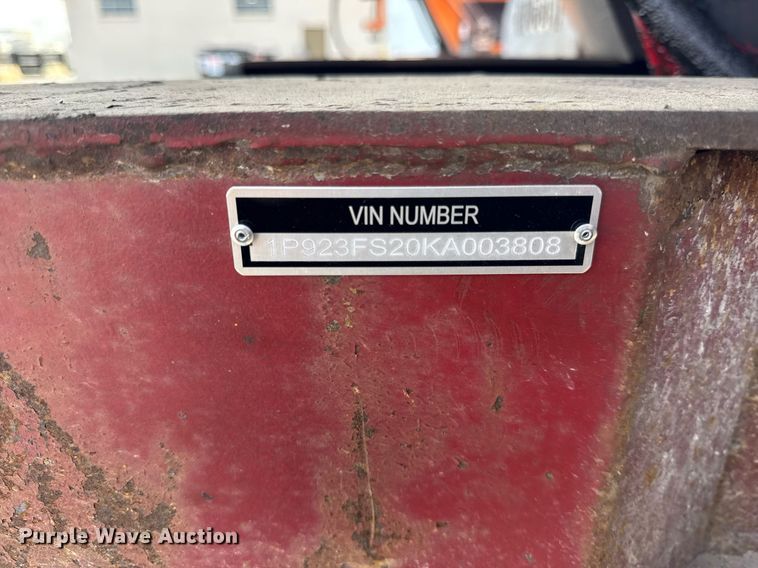 VIN NUMBER
1P923FS20KA003808
Purple Wave Auction